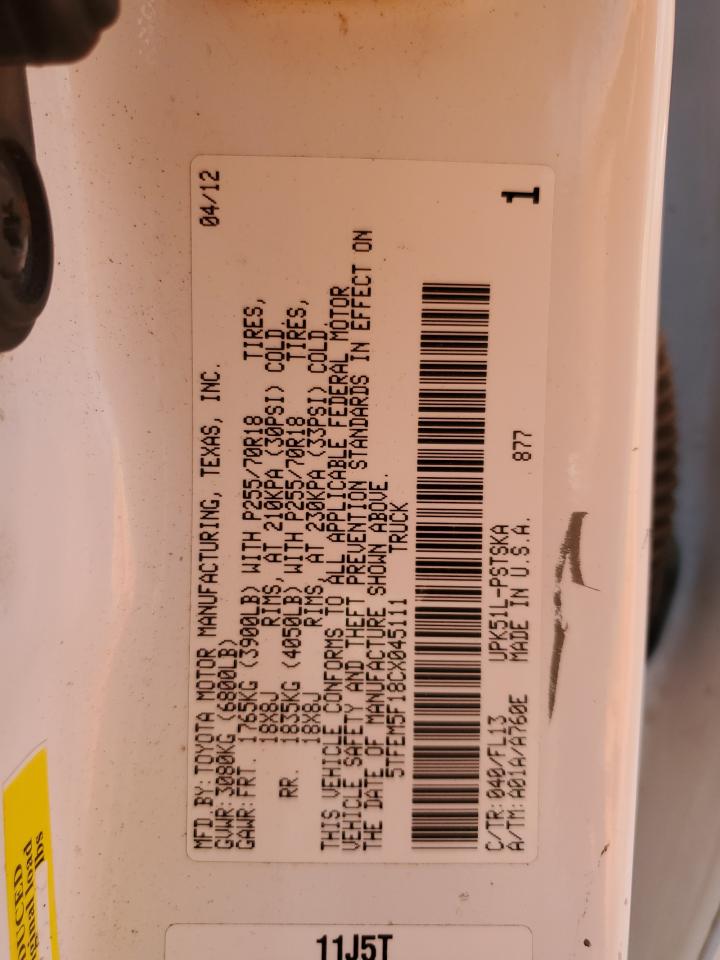 MFD BY: TOYOTA MOTOR MANUFACTURING, TEXAS, INC. 04/12
GVWR: 3080KG (6800LB)
GAWR: FRT. 1765KG (3900LB) WITH P255/70R18 TIRES,
18X8J RIMS, AT 210KPA (30PSI) COLD.
RR. 1835KG (4050LB) WITH P255/70R18 TIRES,
18X8J RIMS, AT 230KPA (33PSI) COLD.
THIS VEHICLE CONFORMS TO ALL APPLICABLE FEDERAL MOTOR
VEHICLE SAFETY AND THEFT PREVENTION STANDARDS IN EFFECT ON
THE DATE OF MANUFACTURE SHOWN ABOVE.
5TFEM5F18CX045111 TRUCK
C/TR: 040/FL13 UPK51L-PSTSKA
A/TM: A01A/A760E MADE IN U.S.A. 877 1
11J5T
DUCED
ginal load
lbs